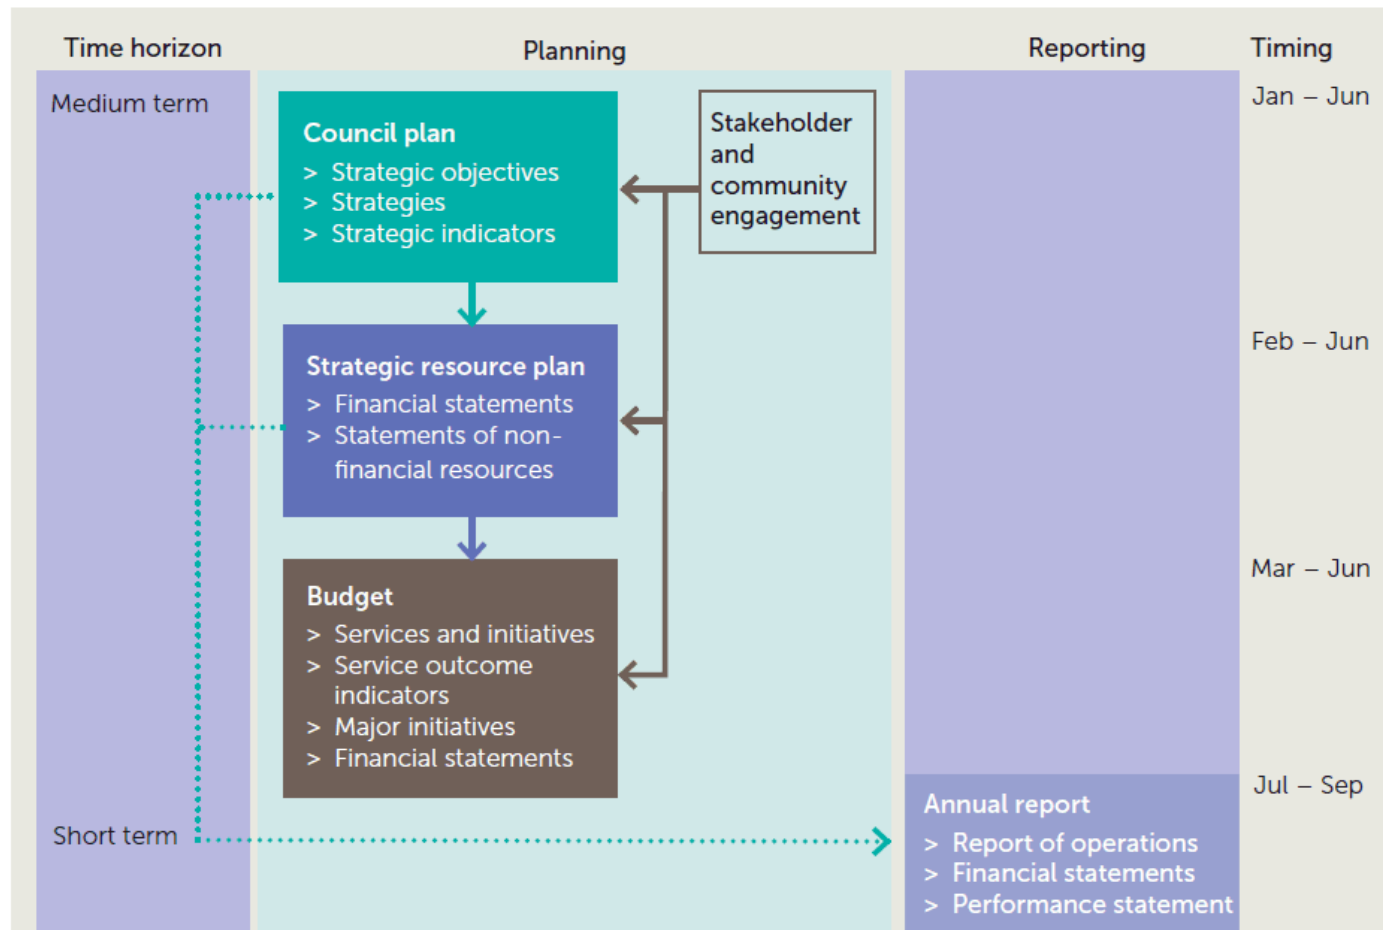 Time horizon
Planning
Reporting
Timing
Medium term
Council plan
> Strategic objectives
> Strategies
> Strategic indicators
Stakeholder
and
community
engagement
Jan – Jun
Strategic resource plan
> Financial statements
> Statements of non-
financial resources
Feb – Jun
Budget
> Services and initiatives
> Service outcome
indicators
> Major initiatives
> Financial statements
Mar – Jun
Short term
Annual report
> Report of operations
> Financial statements
> Performance statement
Jul – Sep